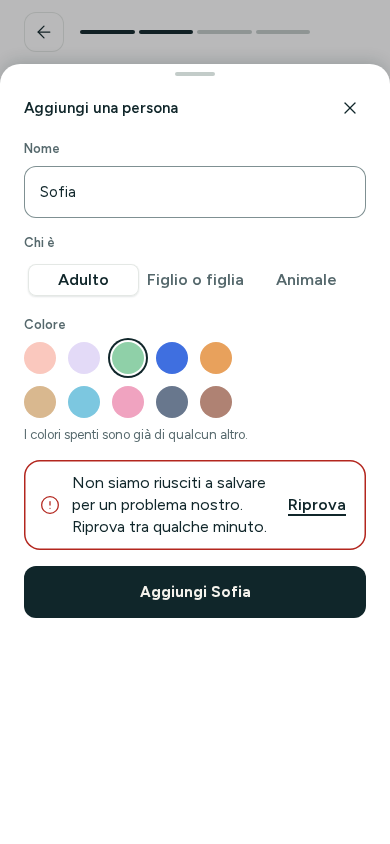 Aggiungi una persona
Nome
Sofia
Chi è
Adulto Figlio o figlia Animale
Colore
I colori spenti sono già di qualcun altro.
Non siamo riusciti a salvare
per un problema nostro.
Riprova tra qualche minuto.
Riprova
Aggiungi Sofia